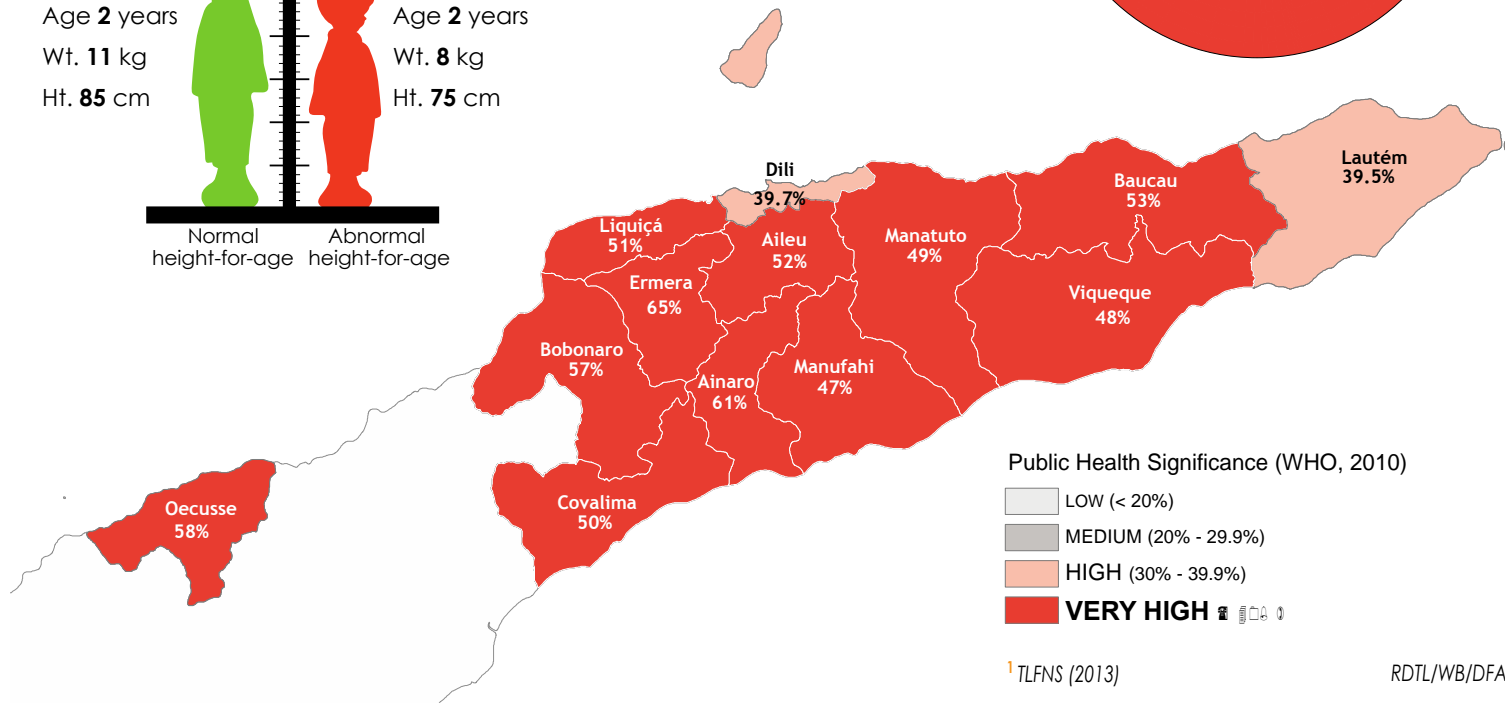 Age 2 years
Wt. 11 kg
Ht. 85 cm
Age 2 years
Wt. 8 kg
Ht. 75 cm
Normal
height-for-age
Abnormal
height-for-age
Dili
39.7%
Lautém
39.5%
Baucau
53%
Liquiçá
51%
Aileu
52%
Manatuto
49%
Ermera
65%
Viqueque
48%
Bobonaro
57%
Manufahi
47%
Ainaro
61%
Oecusse
58%
Covalima
50%
Public Health Significance (WHO, 2010)
LOW (< 20%)
MEDIUM (20% - 29.9%)
HIGH (30% - 39.9%)
VERY HIGH
1 TLFNS (2013)
RDTL/WB/DFA